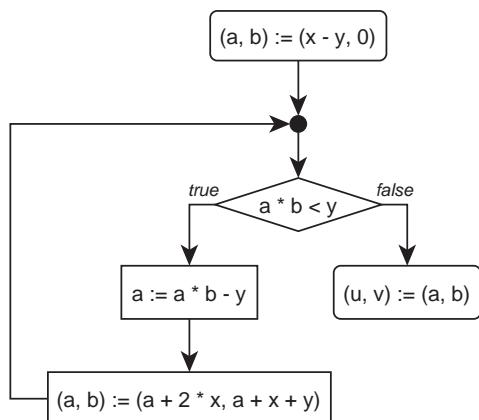 (a, b) := (x - y, 0)
true
false
a * b < y
a := a * b - y
(u, v) := (a, b)
(a, b) := (a + 2 * x, a + x + y)